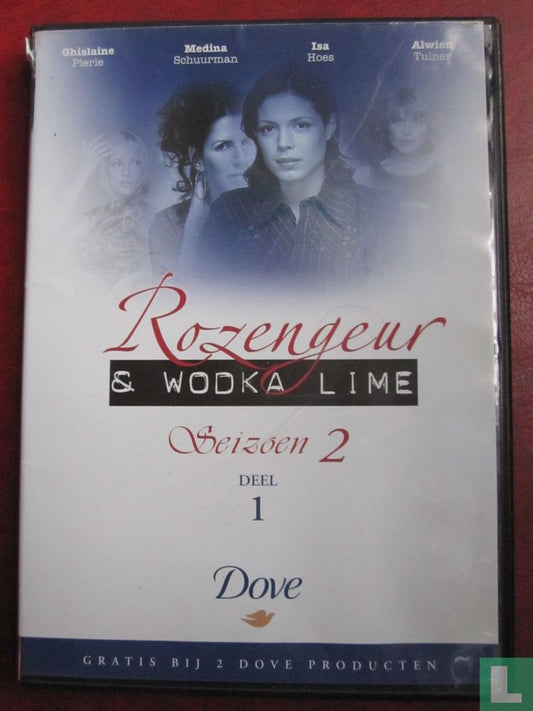 Ghislaine Medina Isa Alwien
Pierie Schuurman Hoes Tulner
Rozengeur
& WODKA LIME
Seizoen 2
DEEL
1
Dove
GRATIS BIJ 2 DOVE PRODUCTEN
L